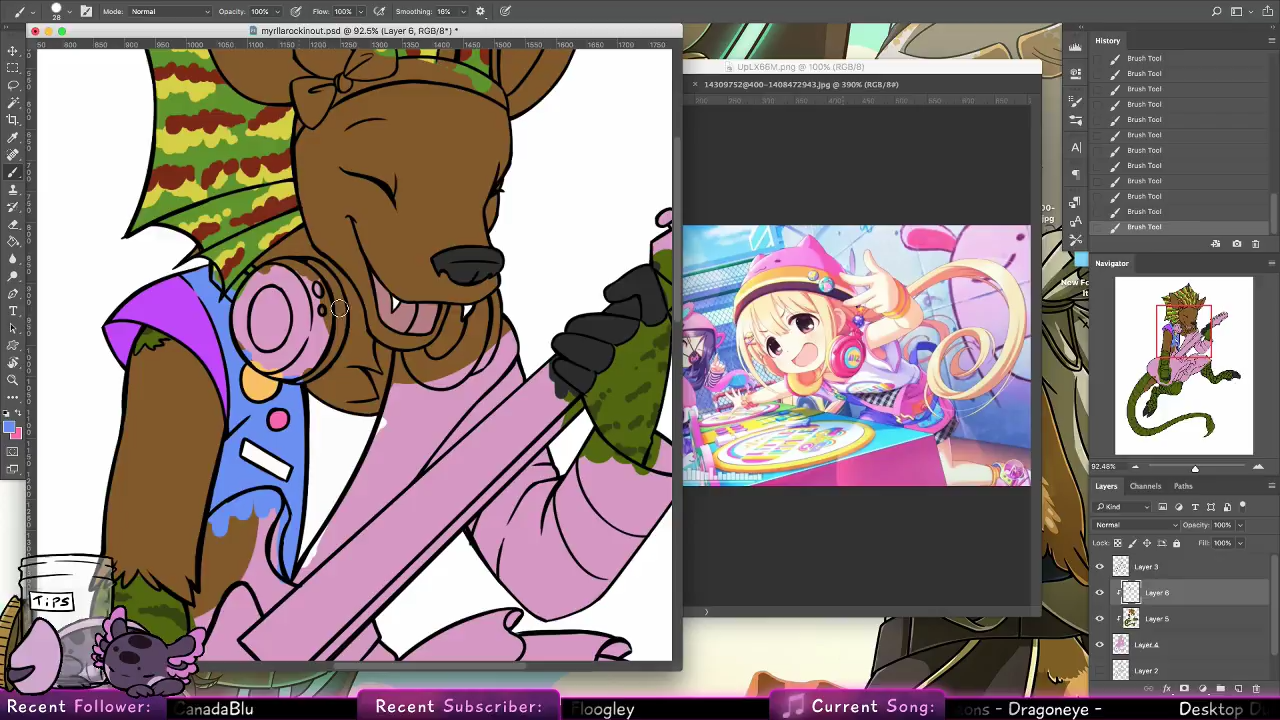 Mode: Normal Opacity: 100% Flow: 100% Smoothing: 16%
28
myrllarockinout.psd @ 92.5% (Layer 6, RGB/8*) *
UpLX66M.png @ 100% (RGB/8)
14309752@400-1408472943.jpg @ 390% (RGB/8#)
History
Brush Tool
Brush Tool
Brush Tool
Brush Tool
Brush Tool
Brush Tool
Brush Tool
Brush Tool
Brush Tool
Brush Tool
Brush Tool
Brush Tool
Navigator
92.48%
Layers Channels Paths
Kind
Normal Opacity: 100%
Lock: Fill: 100%
Layer 3
Layer 6
Layer 5
Layer 4
Layer 2
TiPS
Recent Follower: CanadaBlu Recent Subscriber: Floogley Current Song: ons - Dragoneye - Desktop